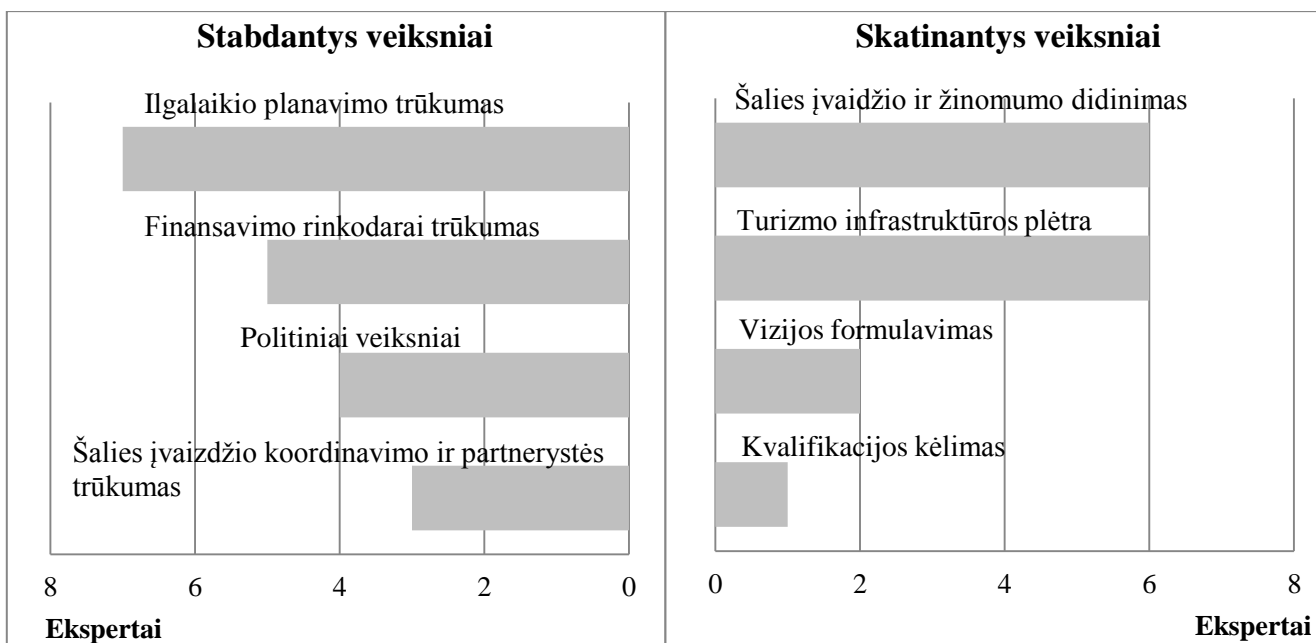 Stabdantys veiksniai
Ilgalaikio planavimo trūkumas
Finansavimo rinkodarai trūkumas
Politiniai veiksniai
Šalies įvaizdžio koordinavimo ir partnerystės
trūkumas
8 6 4 2 0
Ekspertai
Skatinantys veiksniai
Šalies įvaidžio ir žinomumo didinimas
Turizmo infrastruktūros plėtra
Vizijos formulavimas
Kvalifikacijos kėlimas
0 2 4 6 8
Ekspertai